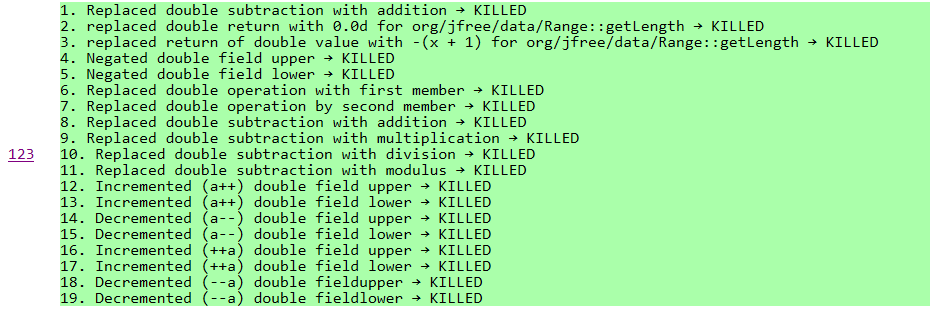 1. Replaced double subtraction with addition → KILLED
2. replaced double return with 0.0d for org/jfree/data/Range::getLength → KILLED
3. replaced return of double value with -(x + 1) for org/jfree/data/Range::getLength → KILLED
4. Negated double field upper → KILLED
5. Negated double field lower → KILLED
6. Replaced double operation with first member → KILLED
7. Replaced double operation by second member → KILLED
8. Replaced double subtraction with addition → KILLED
9. Replaced double subtraction with multiplication → KILLED
123 10. Replaced double subtraction with division → KILLED
11. Replaced double subtraction with modulus → KILLED
12. Incremented (a++) double field upper → KILLED
13. Incremented (a++) double field lower → KILLED
14. Decremented (a--) double field upper → KILLED
15. Decremented (a--) double field lower → KILLED
16. Incremented (++a) double field upper → KILLED
17. Incremented (++a) double field lower → KILLED
18. Decremented (--a) double fieldupper → KILLED
19. Decremented (--a) double fieldlower → KILLED